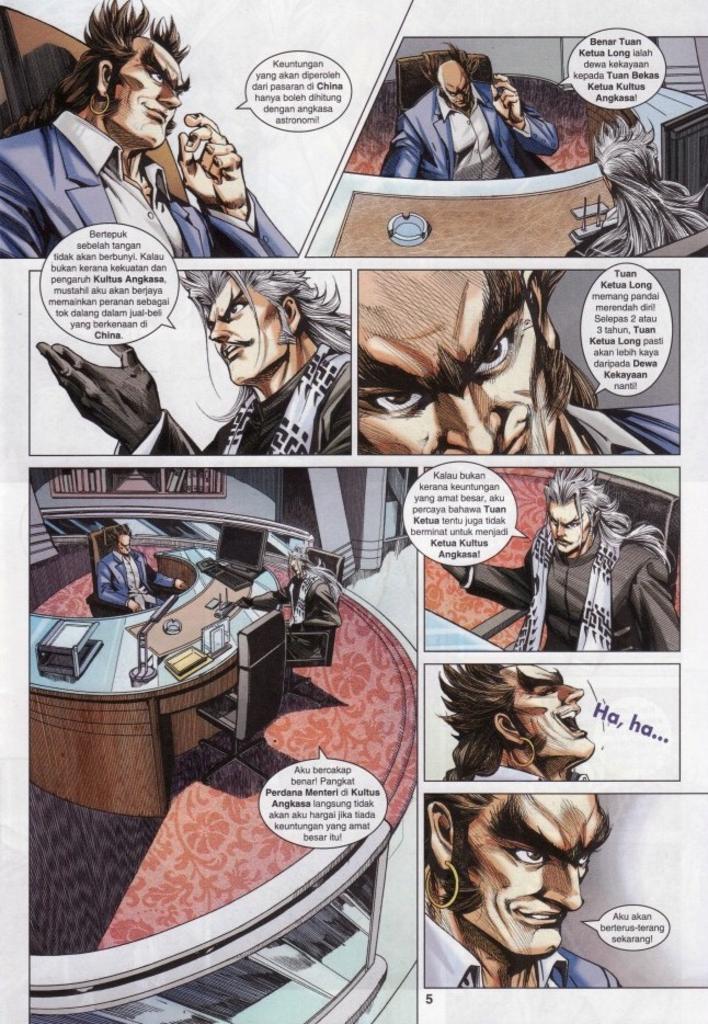 Keuntungan
yang akan diperoleh
dari pasaran di China
hanya boleh dihitung
dengan angkasa
astronomi!
Benar Tuan
Ketua Long ialah
dewa kekayaan
kepada Tuan Bekas
Ketua Kultus
Angkasa!
Bertepuk
sebelah tangan
tidak akan berbunyi. Kalau
bukan kerana kekuatan dan
pengaruh Kultus Angkasa,
mustahil aku akan berjaya
memainkan peranan sebagai
tok dalang dalam jual-beli
yang berkenaan di
China.
Tuan
Ketua Long
memang pandai
merendah diri!
Selepas 2 atau
3 tahun, Tuan
Ketua Long pasti
akan lebih kaya
daripada Dewa
Kekayaan
nanti!
Kalau bukan
kerana keuntungan
yang amat besar, aku
percaya bahawa Tuan
Ketua tentu juga tidak
berminat untuk menjadi
Ketua Kultus
Angkasa!
Aku bercakap
benar! Pangkat
Perdana Menteri di Kultus
Angkasa langsung tidak
akan aku hargai jika tiada
keuntungan yang amat
besar itu!
Ha, ha...
Aku akan
berterus-terang
sekarang!
5